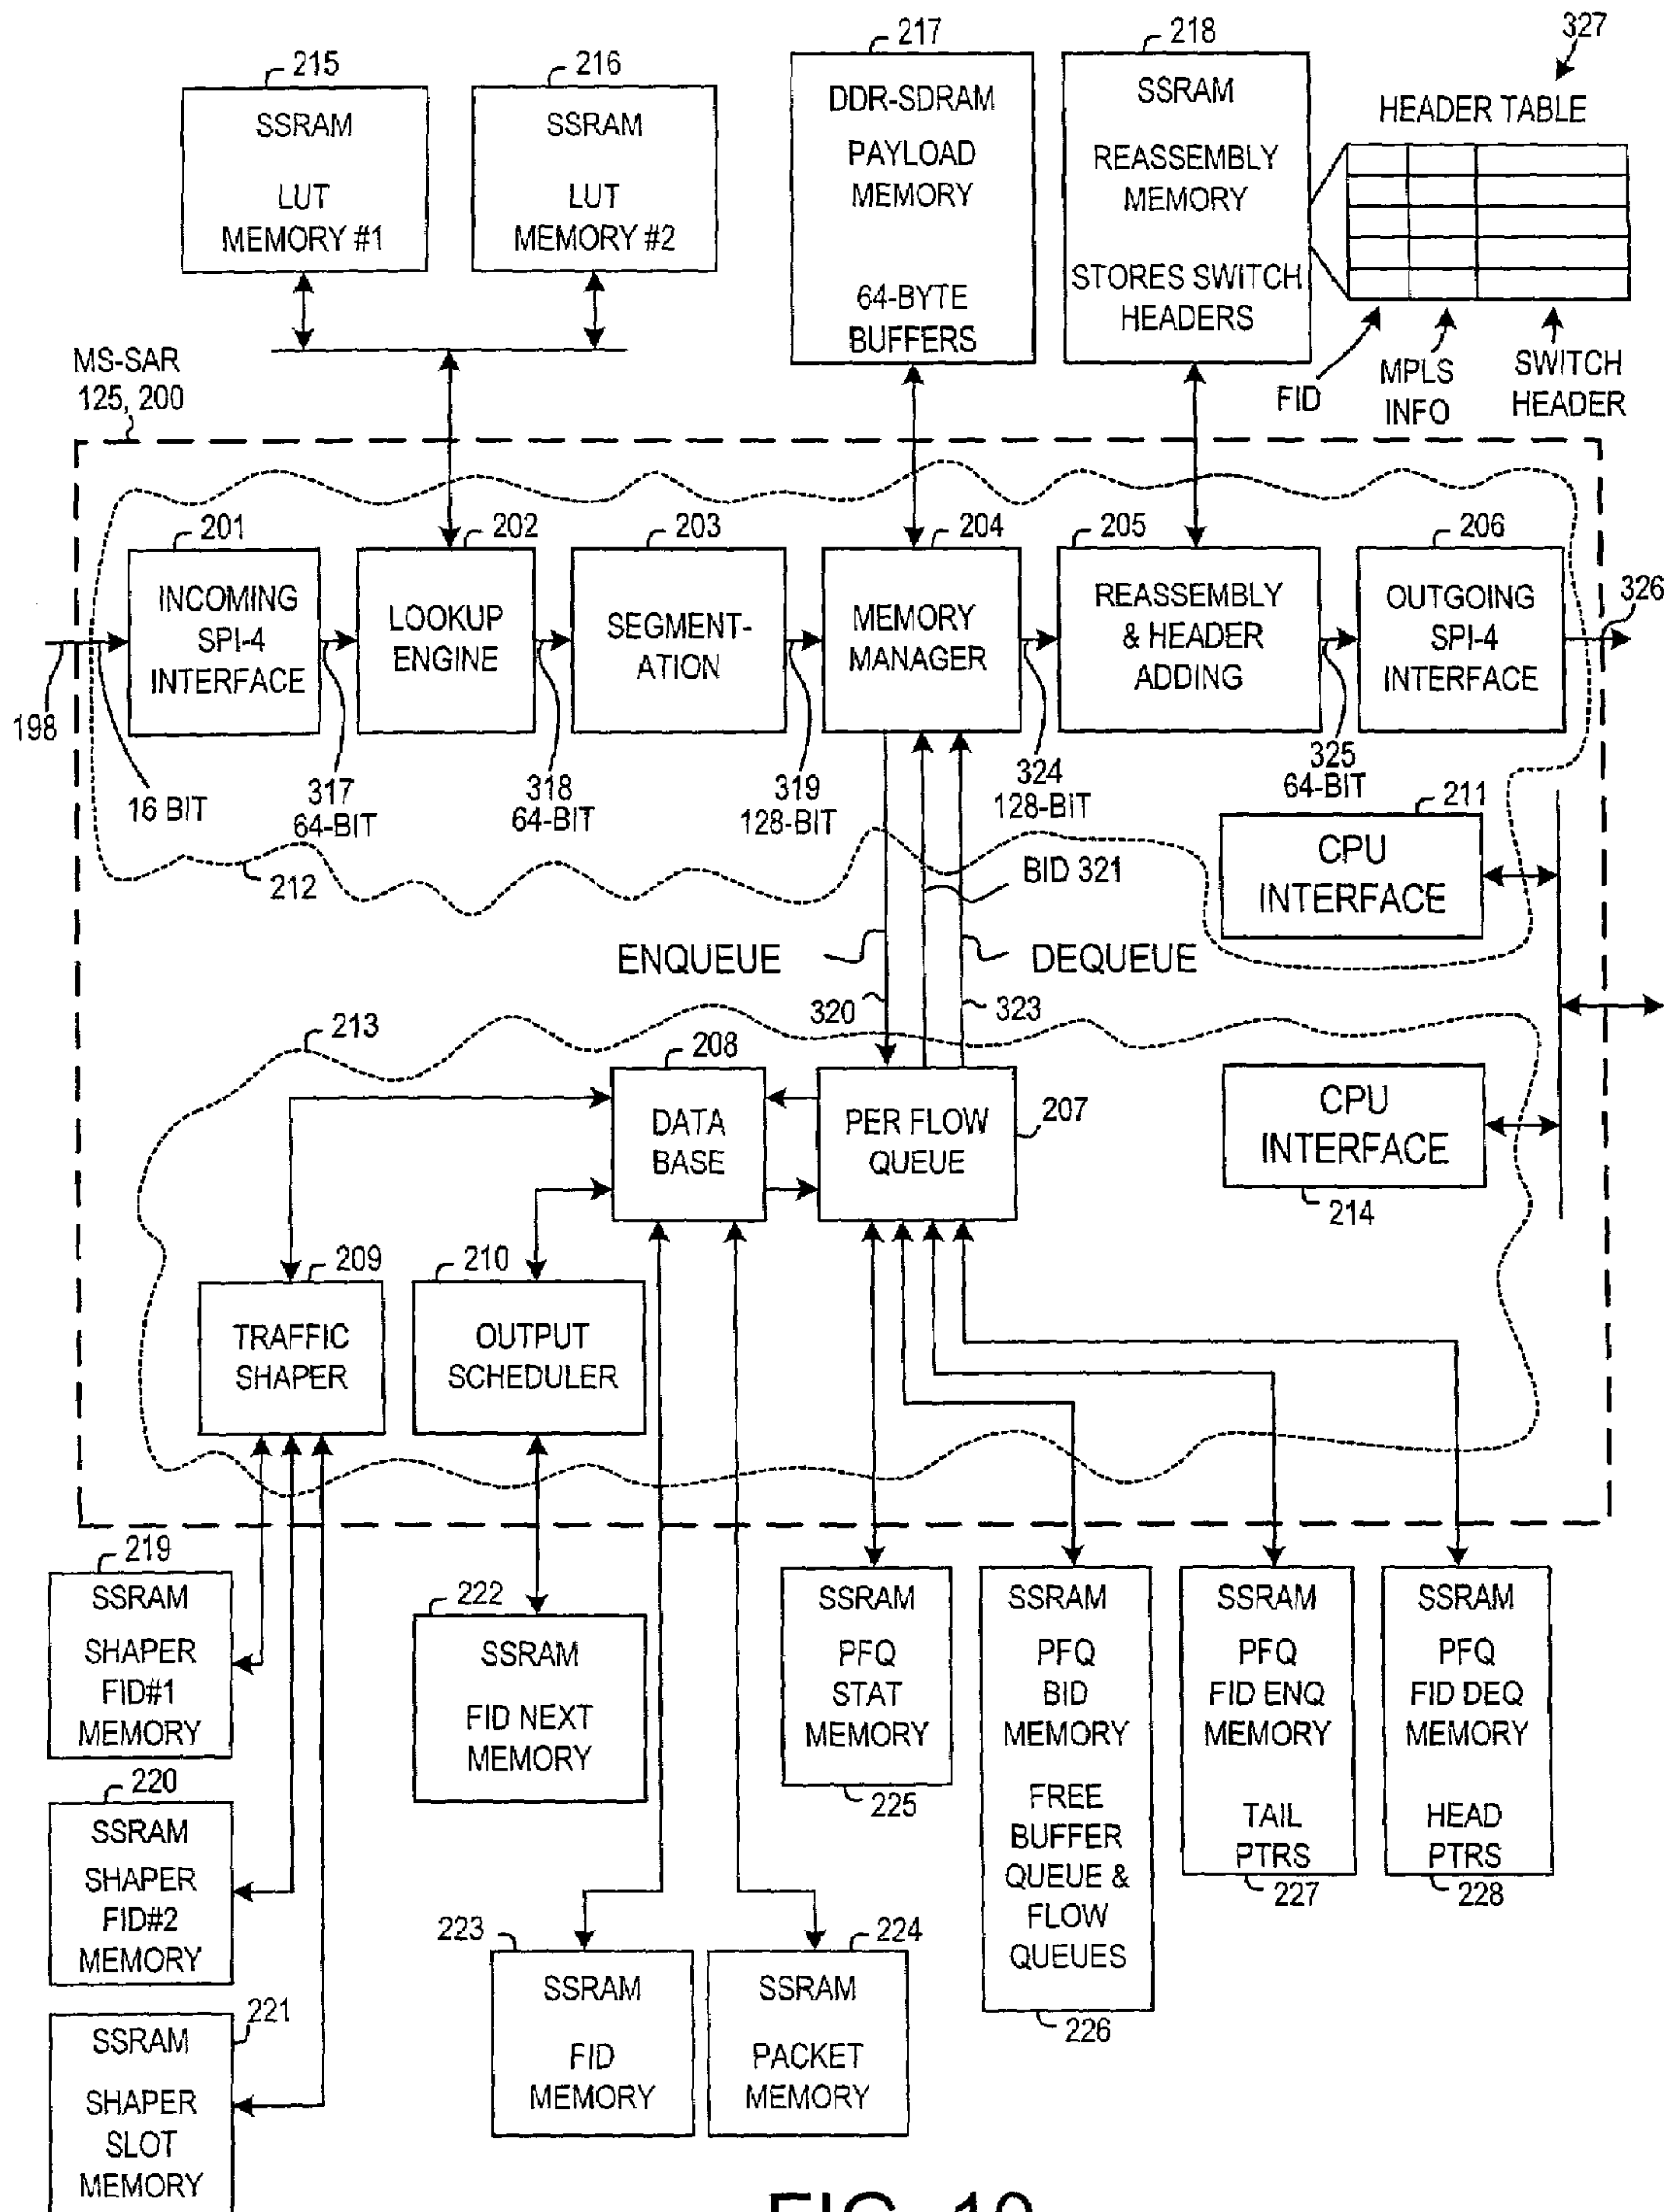 327
HEADER TABLE
215
SSRAM
LUT
MEMORY #1
216
SSRAM
LUT
MEMORY #2
217
DDR-SDRAM
PAYLOAD
MEMORY
64-BYTE
BUFFERS
218
SSRAM
REASSEMBLY
MEMORY
STORES SWITCH
HEADERS
FID
MPLS
INFO
SWITCH
HEADER
MS-SAR
125, 200
201
INCOMING
SPI-4
INTERFACE
202
LOOKUP
ENGINE
203
SEGMENT-
ATION
204
MEMORY
MANAGER
205
REASSEMBLY
& HEADER
ADDING
206
OUTGOING
SPI-4
INTERFACE
326
198
16 BIT
317
64-BIT
318
64-BIT
319
128-BIT
324
128-BIT
325
64-BIT
211
CPU
INTERFACE
212
BID 321
ENQUEUE
DEQUEUE
320
323
213
208
DATA
BASE
PER FLOW
QUEUE
207
CPU
INTERFACE
214
209
TRAFFIC
SHAPER
210
OUTPUT
SCHEDULER
219
SSRAM
SHAPER
FID#1
MEMORY
220
SSRAM
SHAPER
FID#2
MEMORY
221
SSRAM
SHAPER
SLOT
MEMORY
222
SSRAM
FID NEXT
MEMORY
223
SSRAM
FID
MEMORY
224
SSRAM
PACKET
MEMORY
SSRAM
PFQ
STAT
MEMORY
225
SSRAM
PFQ
BID
MEMORY
FREE
BUFFER
QUEUE &
FLOW
QUEUES
226
SSRAM
PFQ
FID ENQ
MEMORY
TAIL
PTRS
227
SSRAM
PFQ
FID DEQ
MEMORY
HEAD
PTRS
228